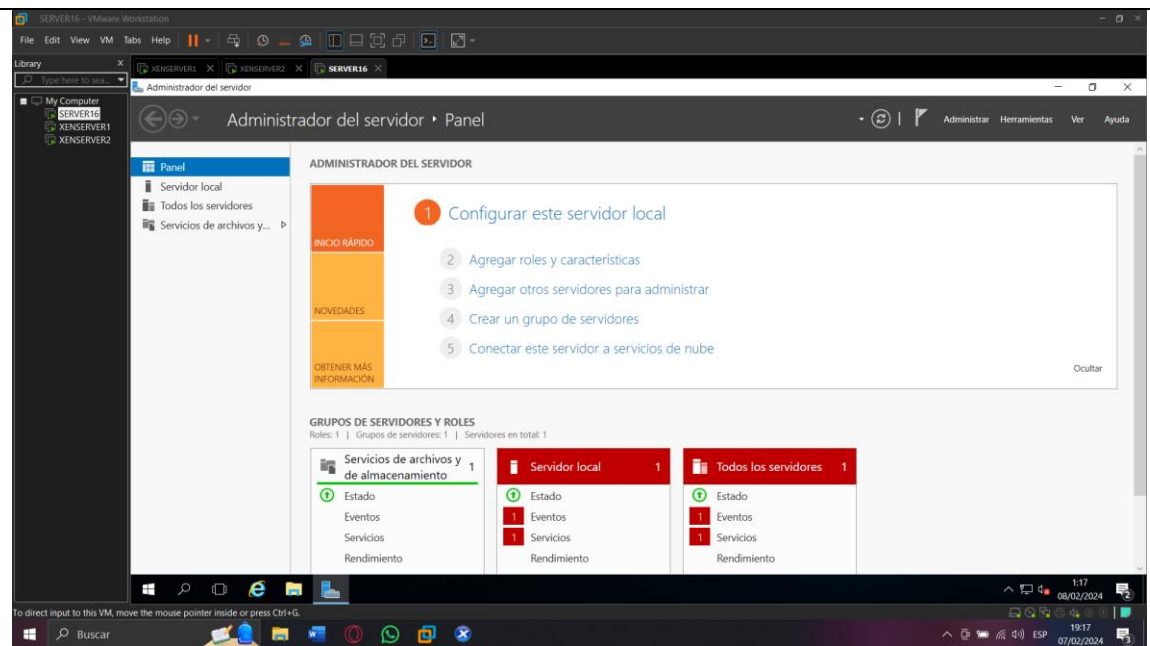 SERVER16 - VMware Workstation
File Edit View VM Tabs Help
Library X
Type here to sea...
My Computer
SERVER16
XENSERVER1
XENSERVER2
XENSERVER1 X XENSERVER2 X SERVER16 X
Administrador del servidor
Administrador del servidor • Panel
Administrar Herramientas Ver Ayuda
Panel
Servidor local
Todos los servidores
Servicios de archivos y...
ADMINISTRADOR DEL SERVIDOR
INICIO RÁPIDO
NOVEDADES
OBTENER MÁS
INFORMACIÓN
1 Configurar este servidor local
2 Agregar roles y características
3 Agregar otros servidores para administrar
4 Crear un grupo de servidores
5 Conectar este servidor a servicios de nube
Ocultar
GRUPOS DE SERVIDORES Y ROLES
Roles: 1 | Grupos de servidores: 1 | Servidores en total: 1
Servicios de archivos y
de almacenamiento
1
Estado
Eventos
Servicios
Rendimiento
Servidor local 1
Estado
1 Eventos
1 Servicios
Rendimiento
Todos los servidores 1
Estado
1 Eventos
1 Servicios
Rendimiento
1:17
08/02/2024
2
To direct input to this VM, move the mouse pointer inside or press Ctrl+G.
Buscar
ESP
19:17
07/02/2024
3